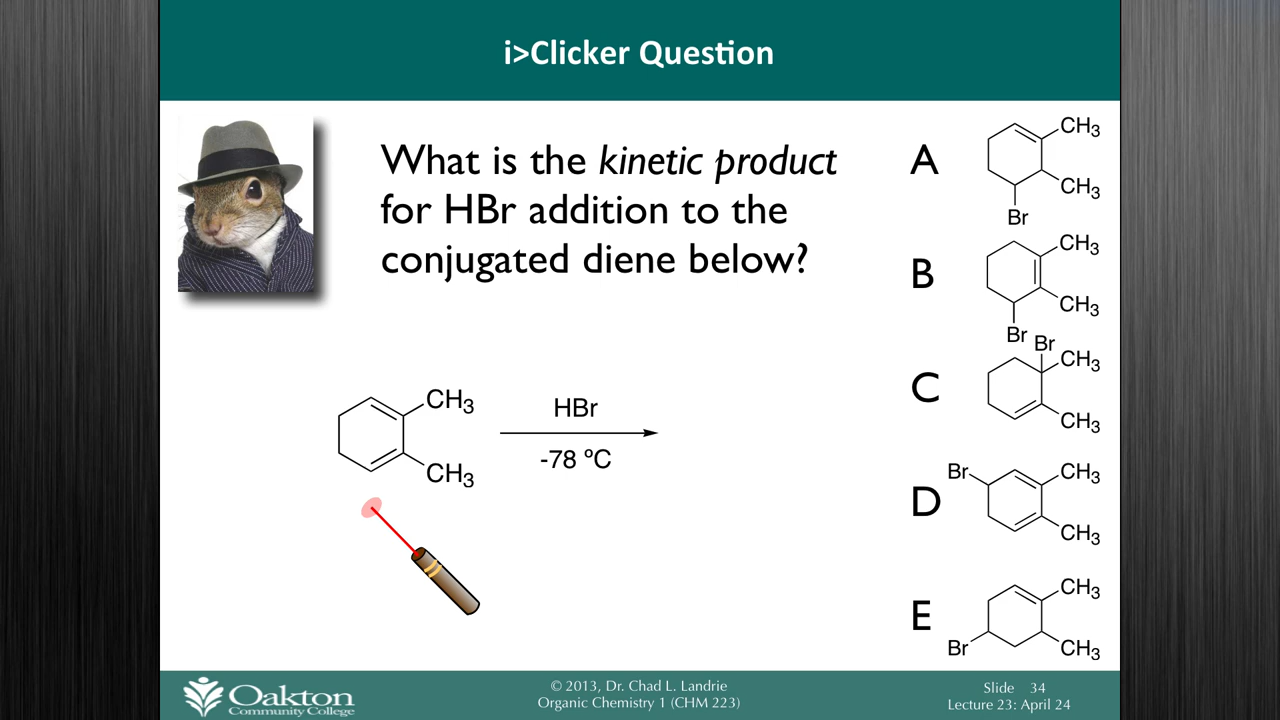 i>Clicker Question
What is the kinetic product
for HBr addition to the
conjugated diene below?
CH3
CH3
HBr
-78 ºC
A
CH3
CH3
Br
B
CH3
CH3
Br
C
Br
CH3
CH3
D
Br
CH3
CH3
E
CH3
Br
CH3
Oakton
Community College
© 2013, Dr. Chad L. Landrie
Organic Chemistry 1 (CHM 223)
Slide 34
Lecture 23: April 24